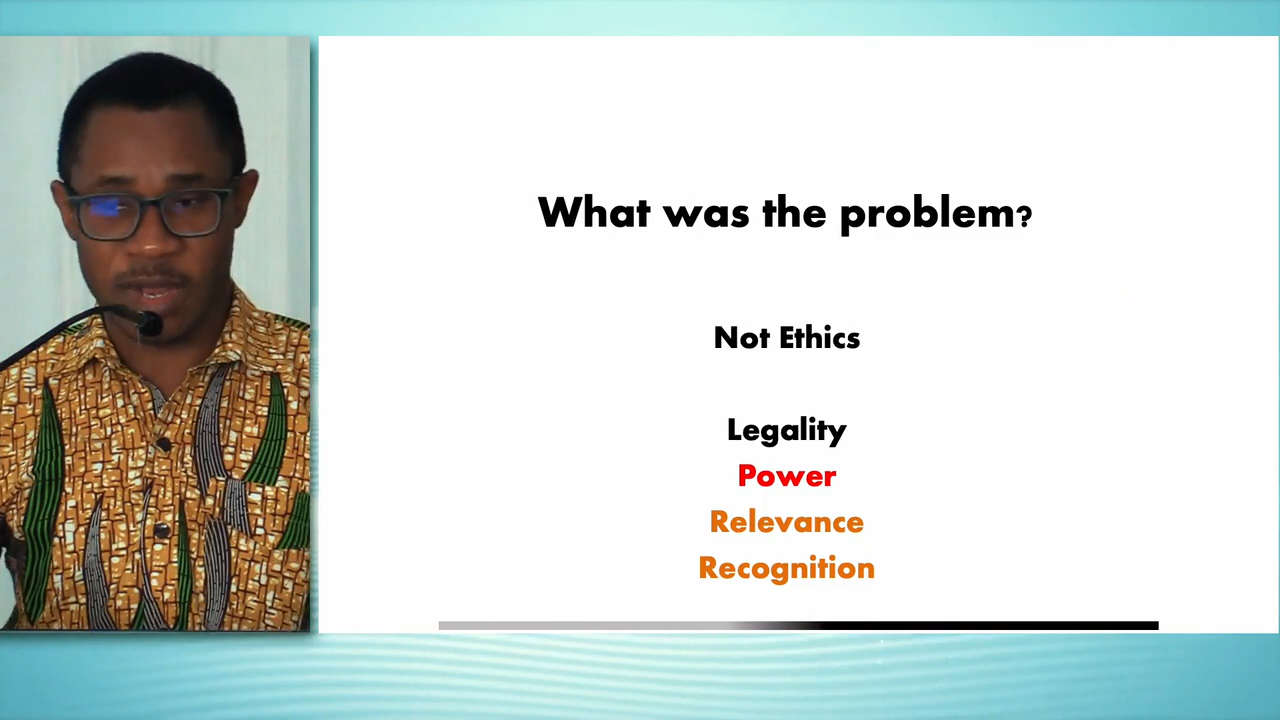 What was the problem?
Not Ethics
Legality
Power
Relevance
Recognition